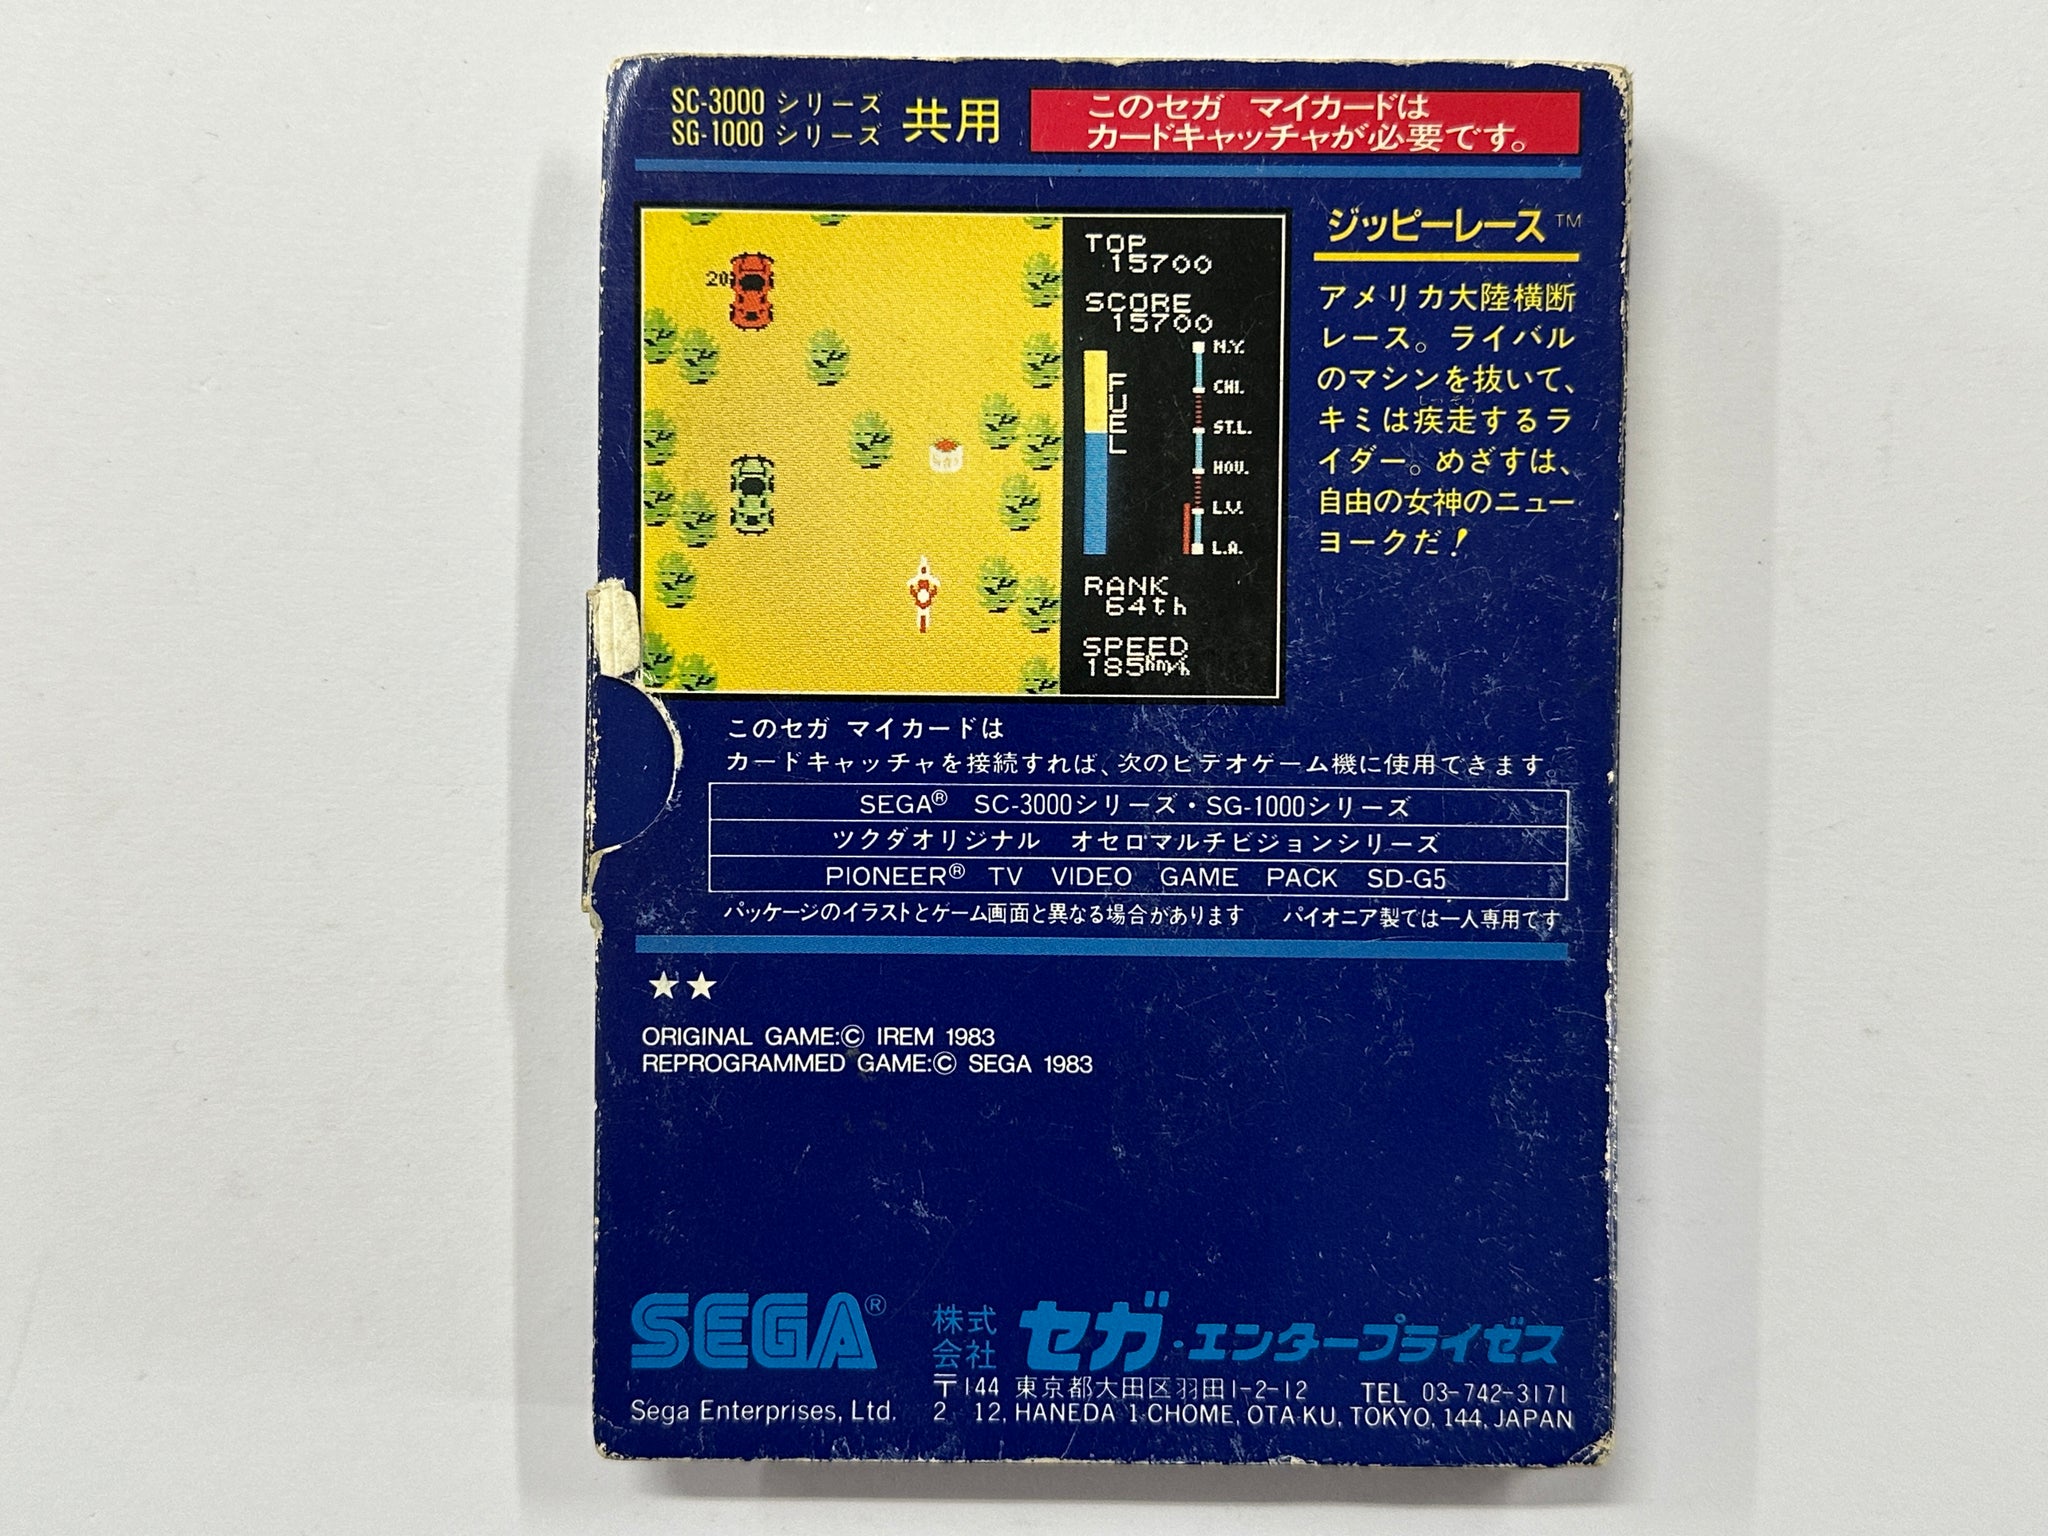 SC-3000 シリーズ
SG-1000 シリーズ
共用
このセガ マイカードは
カードキャッチャが必要です。
ジッピーレース™
アメリカ大陸横断
レース。ライバル
のマシンを抜いて、
しっそう
キミは疾走するラ
イダー。めざすは、
自由の女神のニュー
ヨークだ!
20
TOP
15700
SCORE
15700
FUEL
N.Y.
CHI.
ST.L.
HOU.
L.V.
L.A.
RANK
64th
SPEED
185km/h
このセガ マイカードは
カードキャッチャを接続すれば、次のビデオゲーム機に使用できます。
SEGA® SC-3000シリーズ・SG-1000シリーズ
ツクダオリジナル オセロマルチビジョンシリーズ
PIONEER® TV VIDEO GAME PACK SD-G5
パッケージのイラストとゲーム画面と異なる場合があります パイオニア製では一人専用です
★★
ORIGINAL GAME:© IREM 1983
REPROGRAMMED GAME:© SEGA 1983
SEGA®
Sega Enterprises, Ltd.
株式会社 セガ・エンタープライゼス
〒144 東京都大田区羽田1-2-12 TEL 03-742-3171
2 12, HANEDA 1-CHOME, OTA-KU, TOKYO, 144, JAPAN